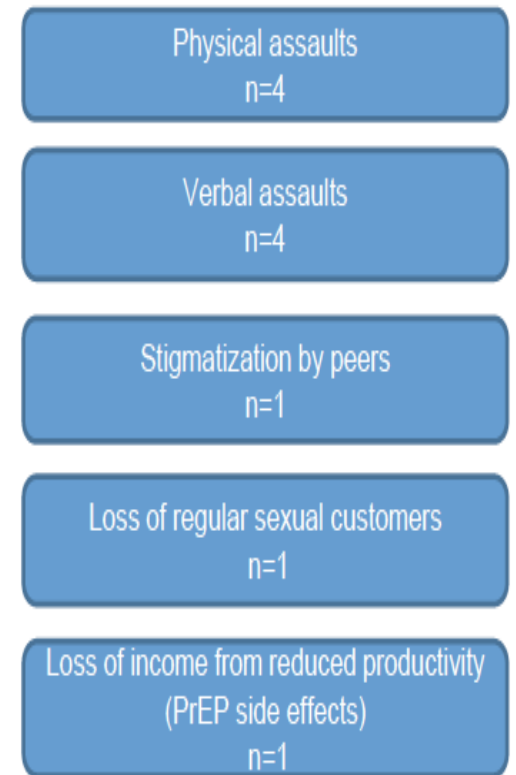 Physical assaults
n=4
Verbal assaults
n=4
Stigmatization by peers
n=1
Loss of regular sexual customers
n=1
Loss of income from reduced productivity
(PrEP side effects)
n=1